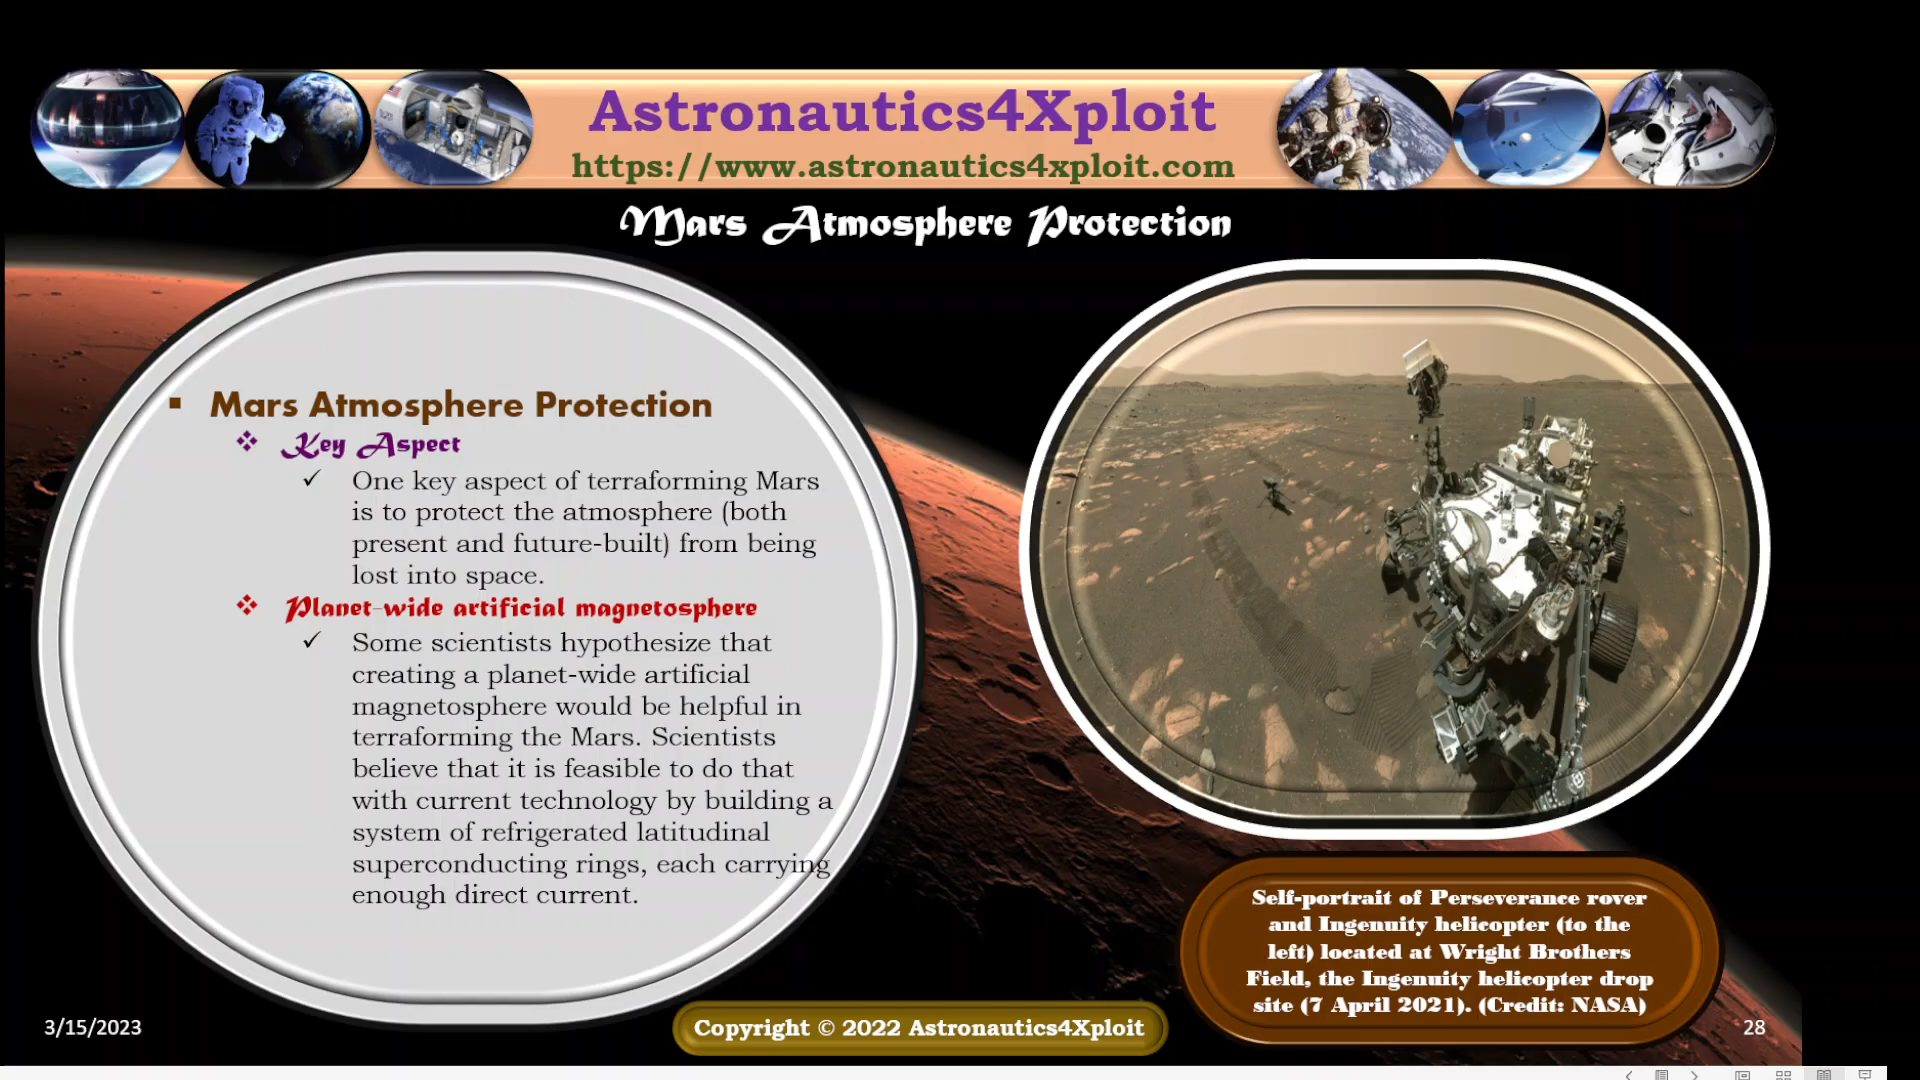 Astronautics4Xploit
https://www.astronautics4xploit.com
Mars Atmosphere Protection
▪ Mars Atmosphere Protection
❖ Key Aspect
✓ One key aspect of terraforming Mars
is to protect the atmosphere (both
present and future-built) from being
lost into space.
❖ Planet-wide artificial magnetosphere
✓ Some scientists hypothesize that
creating a planet-wide artificial
magnetosphere would be helpful in
terraforming the Mars. Scientists
believe that it is feasible to do that
with current technology by building a
system of refrigerated latitudinal
superconducting rings, each carrying
enough direct current.
Self-portrait of Perseverance rover
and Ingenuity helicopter (to the
left) located at Wright Brothers
Field, the Ingenuity helicopter drop
site (7 April 2021). (Credit: NASA)
3/15/2023
Copyright © 2022 Astronautics4Xploit
28